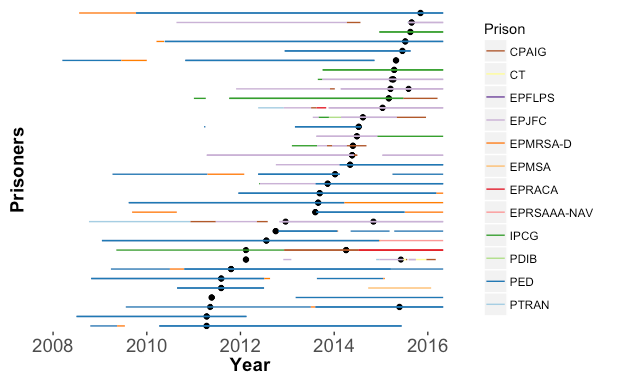 Prisoners
2008
2010
2012
2014
2016
Year
Prison
CPAIG
CT
EPFLPS
EPJFC
EPMRSA-D
EPMSA
EPRACA
EPRSAAA-NAV
IPCG
PDIB
PED
PTRAN